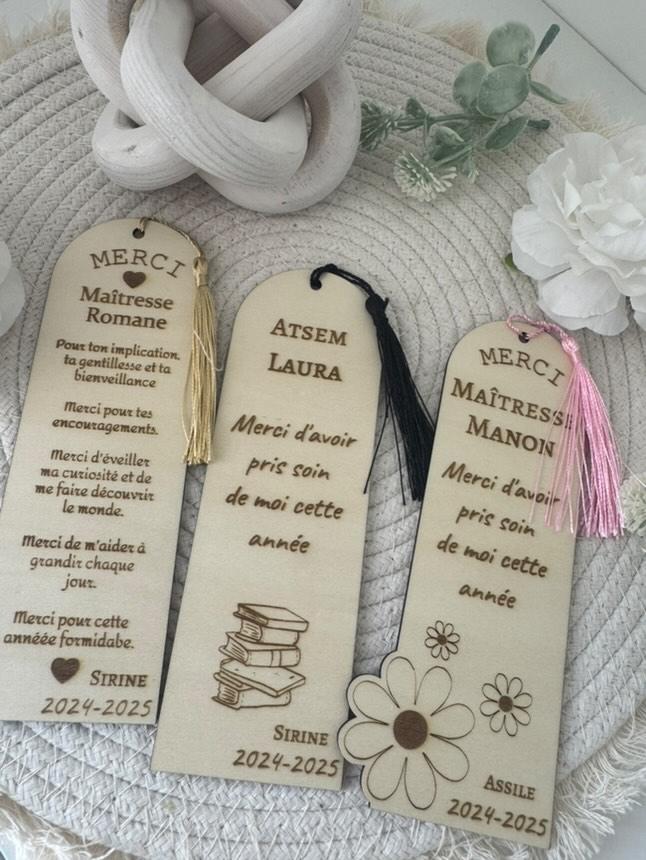 MERCI
Maîtresse
Romane
Pour ton implication,
ta gentillesse et ta
bienveillance
Merci pour tes
encouragements.
Merci d'éveiller
ma curiosité et de
me faire découvrir
le monde.
Merci de m'aider à
grandir chaque
jour.
Merci pour cette
annéée formidabe.
SIRINE
2024-2025
ATSEM
LAURA
Merci d'avoir
pris soin
de moi cette
année
SIRINE
2024-2025
MERCI
MAÎTRESSE
MANON
Merci d'avoir
pris soin
de moi cette
année
ASSILE
2024-2025